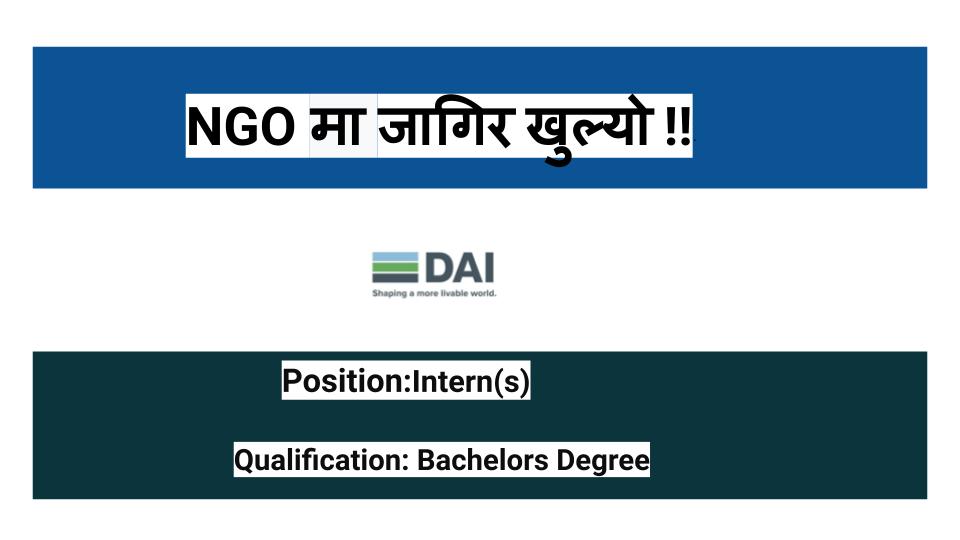 NGO मा जागिर खुल्यो !!
DAI
Shaping a more livable world.
Position:Intern(s)
Qualification: Bachelors Degree